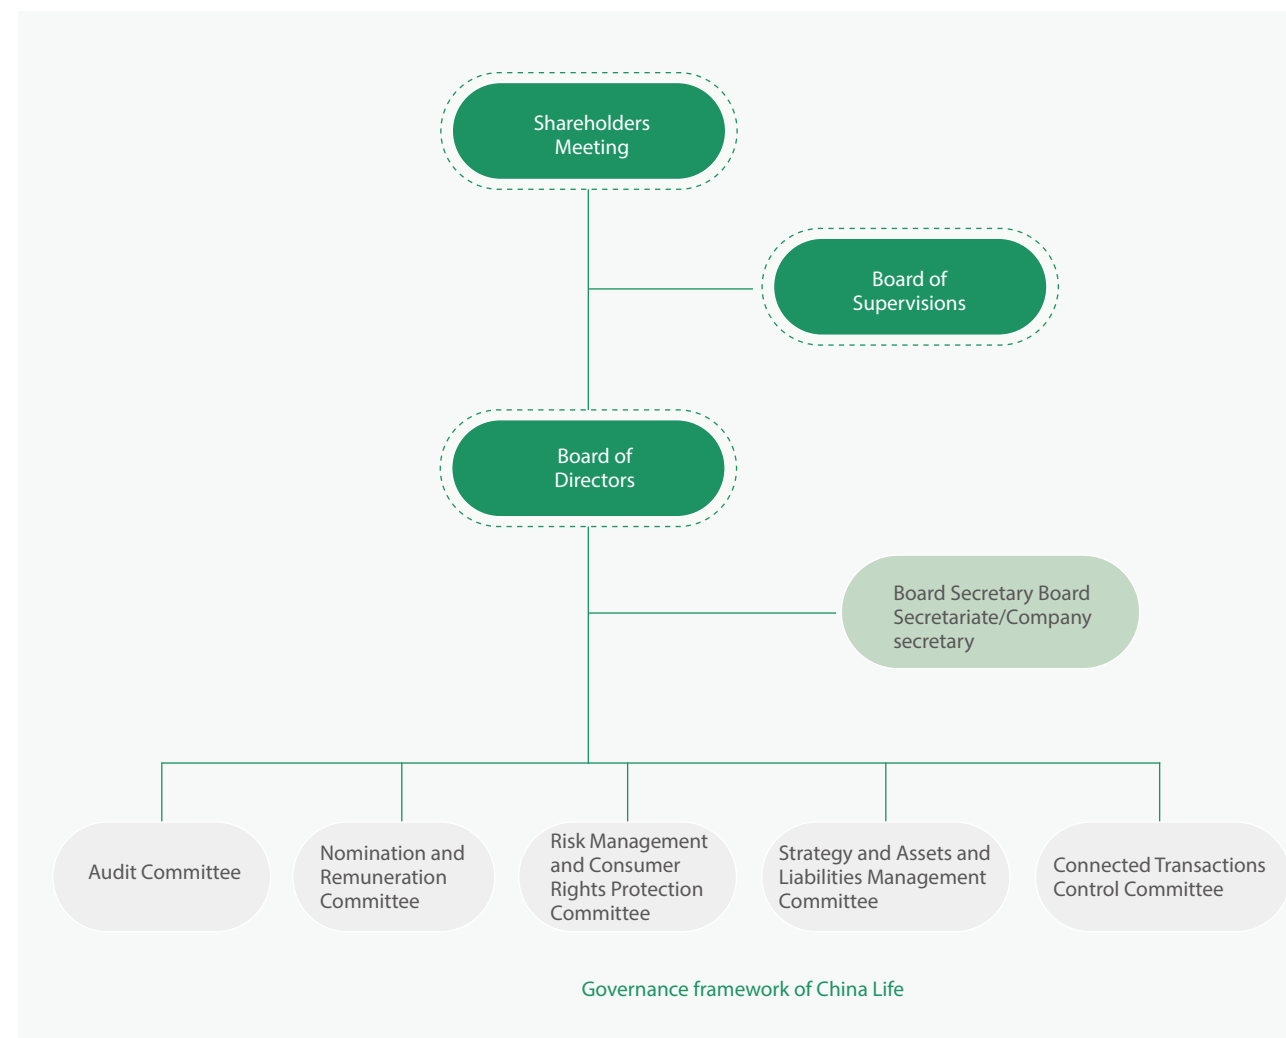 Shareholders
Meeting
Board of
Supervisions
Board of
Directors
Board Secretary Board
Secretariate/Company
secretary
Audit Committee
Nomination and
Remuneration
Committee
Risk Management
and Consumer
Rights Protection
Committee
Strategy and Assets and
Liabilities Management
Committee
Connected Transactions
Control Committee
Governance framework of China Life